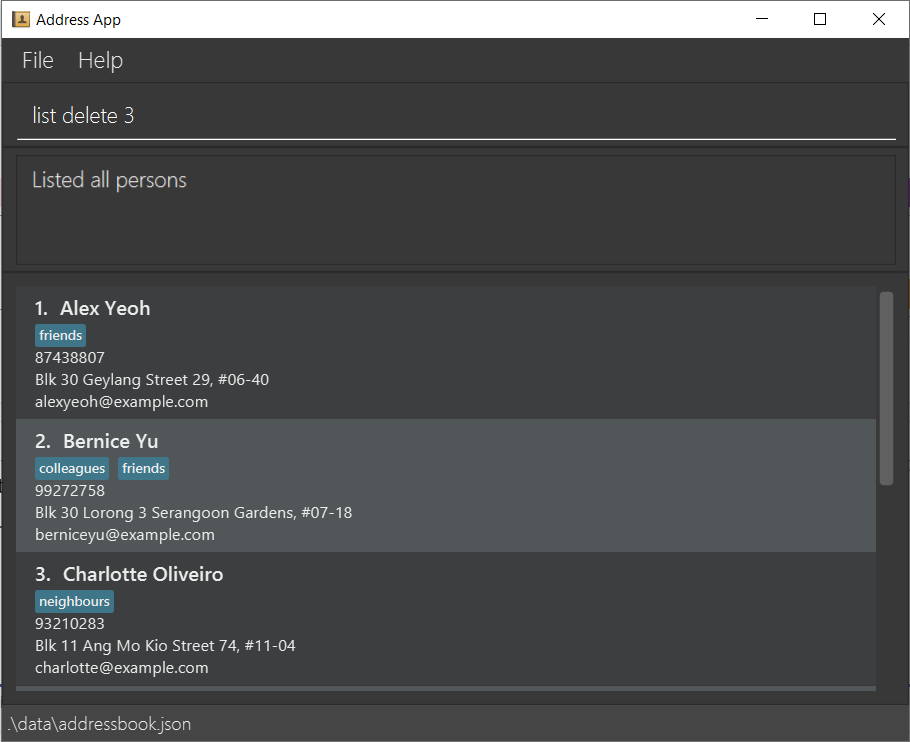 Address App
File Help
list delete 3
Listed all persons
1. Alex Yeoh
friends
87438807
Blk 30 Geylang Street 29, #06-40
alexyeoh@example.com
2. Bernice Yu
colleagues friends
99272758
Blk 30 Lorong 3 Serangoon Gardens, #07-18
berniceyu@example.com
3. Charlotte Oliveiro
neighbours
93210283
Blk 11 Ang Mo Kio Street 74, #11-04
charlotte@example.com
.\data\addressbook.json